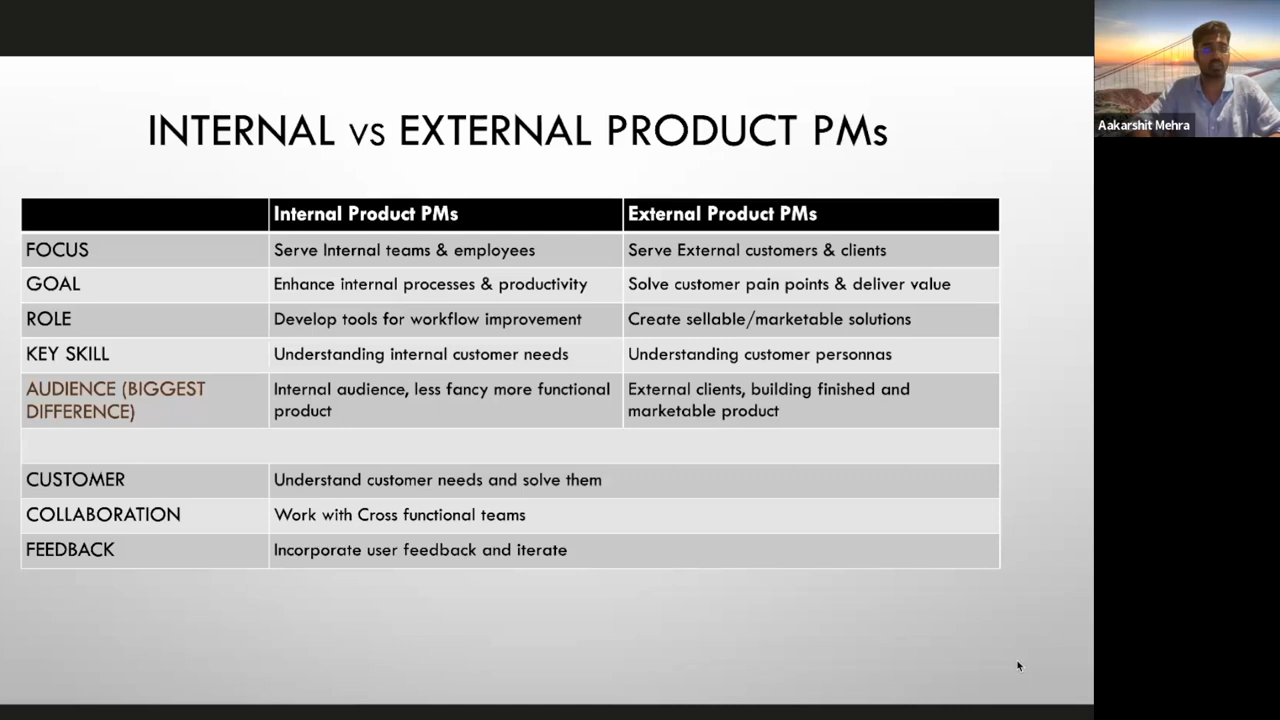 INTERNAL vs EXTERNAL PRODUCT PMs
Internal Product PMs
External Product PMs
FOCUS
Serve Internal teams & employees
Serve External customers & clients
GOAL
Enhance internal processes & productivity
Solve customer pain points & deliver value
ROLE
Develop tools for workflow improvement
Create sellable/marketable solutions
KEY SKILL
Understanding internal customer needs
Understanding customer personnas
AUDIENCE (BIGGEST
DIFFERENCE)
Internal audience, less fancy more functional
product
External clients, building finished and
marketable product
CUSTOMER
Understand customer needs and solve them
COLLABORATION
Work with Cross functional teams
FEEDBACK
Incorporate user feedback and iterate
Aakarshit Mehra